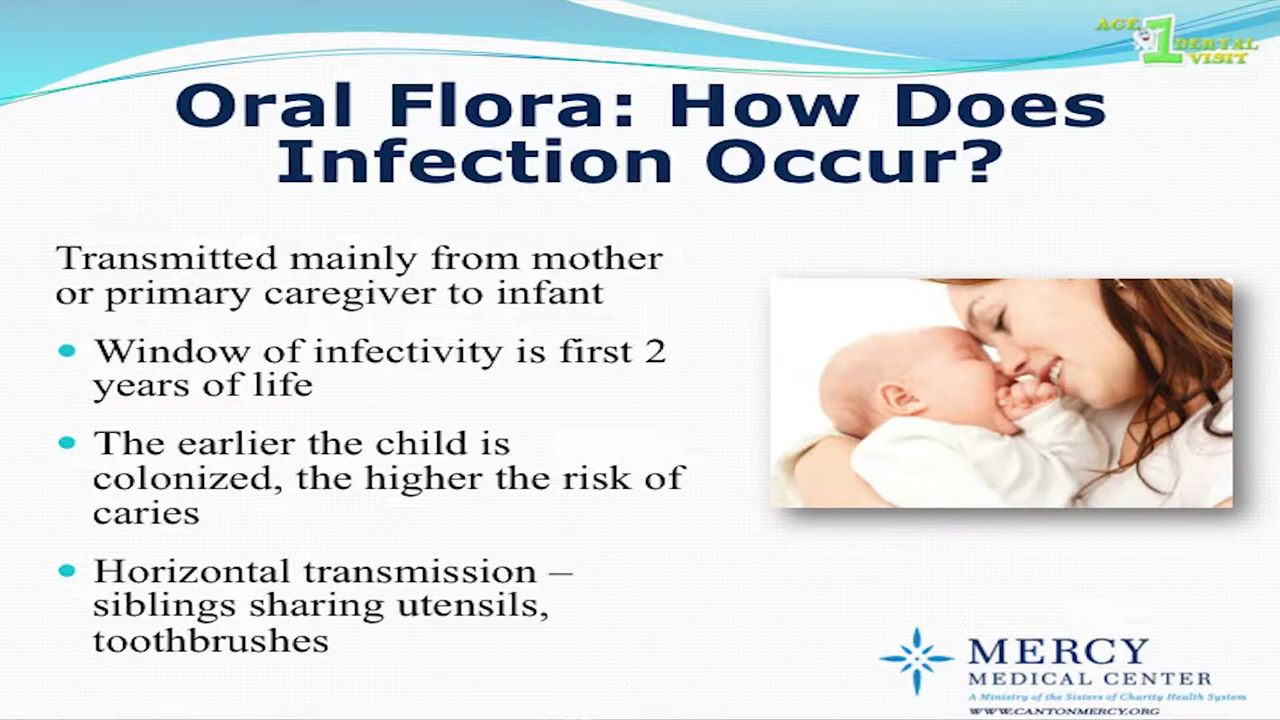 AGE 1 DENTAL VISIT
Oral Flora: How Does
Infection Occur?
Transmitted mainly from mother
or primary caregiver to infant
Window of infectivity is first 2
years of life
The earlier the child is
colonized, the higher the risk of
caries
Horizontal transmission –
siblings sharing utensils,
toothbrushes
MERCY
MEDICAL CENTER
A Ministry of the Sisters of Charity Health System
WWW.CANTONMERCY.ORG